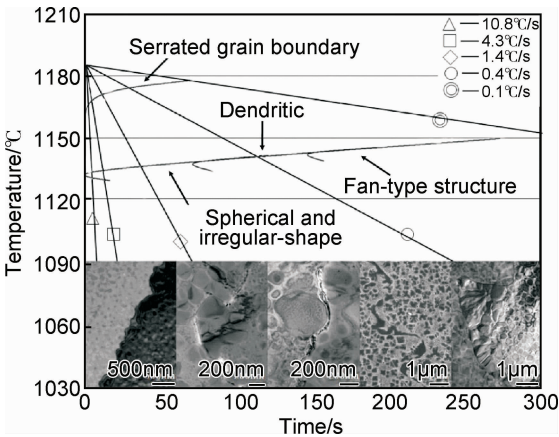 1210
1180
1150
1120
1090
1060
1030
Temperature/℃
10.8℃/s
4.3℃/s
1.4℃/s
0.4℃/s
0.1℃/s
Serrated grain boundary
Dendritic
Fan-type structure
Spherical and
irregular-shape
500nm
200nm
200nm
1μm
1μm
0 50 100 150 200 250 300
Time/s